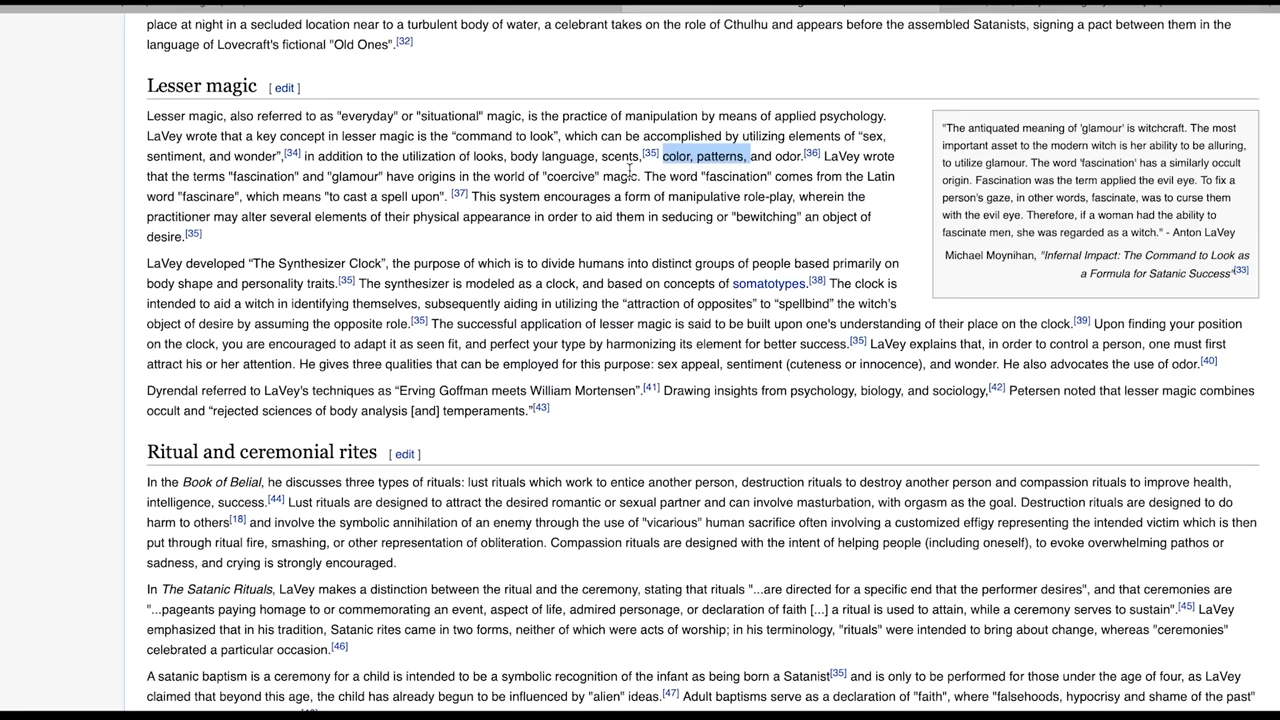 place at night in a secluded location near to a turbulent body of water, a celebrant takes on the role of Cthulhu and appears before the assembled Satanists, signing a pact between them in the
language of Lovecraft's fictional "Old Ones".[32]
Lesser magic [ edit ]
Lesser magic, also referred to as "everyday" or "situational" magic, is the practice of manipulation by means of applied psychology.
LaVey wrote that a key concept in lesser magic is the “command to look”, which can be accomplished by utilizing elements of “sex,
sentiment, and wonder”,[34] in addition to the utilization of looks, body language, scents,[35] color, patterns, and odor.[36] LaVey wrote
that the terms "fascination" and "glamour" have origins in the world of "coercive" magic. The word "fascination" comes from the Latin
word "fascinare", which means "to cast a spell upon". [37] This system encourages a form of manipulative role-play, wherein the
practitioner may alter several elements of their physical appearance in order to aid them in seducing or "bewitching" an object of
desire.[35]
"The antiquated meaning of 'glamour' is witchcraft. The most
important asset to the modern witch is her ability to be alluring,
to utilize glamour. The word 'fascination' has a similarly occult
origin. Fascination was the term applied the evil eye. To fix a
person's gaze, in other words, fascinate, was to curse them
with the evil eye. Therefore, if a woman had the ability to
fascinate men, she was regarded as a witch." - Anton LaVey
Michael Moynihan, "Infernal Impact: The Command to Look as
a Formula for Satanic Success"[33]
LaVey developed “The Synthesizer Clock”, the purpose of which is to divide humans into distinct groups of people based primarily on
body shape and personality traits.[35] The synthesizer is modeled as a clock, and based on concepts of somatotypes.[38] The clock is
intended to aid a witch in identifying themselves, subsequently aiding in utilizing the “attraction of opposites” to “spellbind” the witch's
object of desire by assuming the opposite role.[35] The successful application of lesser magic is said to be built upon one's understanding of their place on the clock.[39] Upon finding your position
on the clock, you are encouraged to adapt it as seen fit, and perfect your type by harmonizing its element for better success.[35] LaVey explains that, in order to control a person, one must first
attract his or her attention. He gives three qualities that can be employed for this purpose: sex appeal, sentiment (cuteness or innocence), and wonder. He also advocates the use of odor.[40]
Dyrendal referred to LaVey's techniques as “Erving Goffman meets William Mortensen”.[41] Drawing insights from psychology, biology, and sociology,[42] Petersen noted that lesser magic combines
occult and “rejected sciences of body analysis [and] temperaments.”[43]
Ritual and ceremonial rites [ edit ]
In the Book of Belial, he discusses three types of rituals: lust rituals which work to entice another person, destruction rituals to destroy another person and compassion rituals to improve health,
intelligence, success.[44] Lust rituals are designed to attract the desired romantic or sexual partner and can involve masturbation, with orgasm as the goal. Destruction rituals are designed to do
harm to others[18] and involve the symbolic annihilation of an enemy through the use of "vicarious" human sacrifice often involving a customized effigy representing the intended victim which is then
put through ritual fire, smashing, or other representation of obliteration. Compassion rituals are designed with the intent of helping people (including oneself), to evoke overwhelming pathos or
sadness, and crying is strongly encouraged.
In The Satanic Rituals, LaVey makes a distinction between the ritual and the ceremony, stating that rituals "...are directed for a specific end that the performer desires", and that ceremonies are
"...pageants paying homage to or commemorating an event, aspect of life, admired personage, or declaration of faith [...] a ritual is used to attain, while a ceremony serves to sustain".[45] LaVey
emphasized that in his tradition, Satanic rites came in two forms, neither of which were acts of worship; in his terminology, "rituals" were intended to bring about change, whereas "ceremonies"
celebrated a particular occasion.[46]
A satanic baptism is a ceremony for a child is intended to be a symbolic recognition of the infant as being born a Satanist[35] and is only to be performed for those under the age of four, as LaVey
claimed that beyond this age, the child has already begun to be influenced by "alien" ideas.[47] Adult baptisms serve as a declaration of "faith", where "falsehoods, hypocrisy and shame of the past"